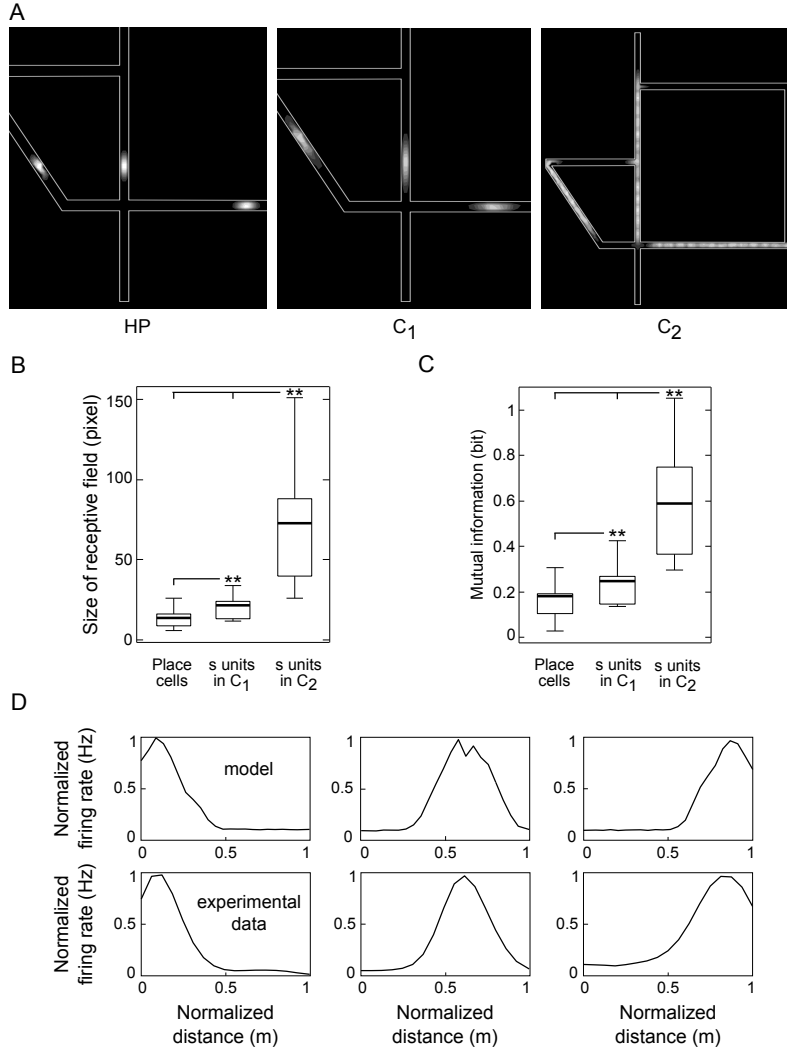 A
HP
C1
C2
B
Size of receptive field (pixel)
150
100
50
0
**
**
Place cells
s units in C1
s units in C2
C
Mutual information (bit)
1
0.8
0.6
0.4
0.2
0
**
**
Place cells
s units in C1
s units in C2
D
Normalized firing rate (Hz)
1
0.5
0
model
0
0.5
1
1
0.5
0
0
0.5
1
1
0.5
0
0
0.5
1
Normalized firing rate (Hz)
1
0.5
0
experimental data
0
0.5
1
Normalized distance (m)
1
0.5
0
0
0.5
1
Normalized distance (m)
1
0.5
0
0
0.5
1
Normalized distance (m)